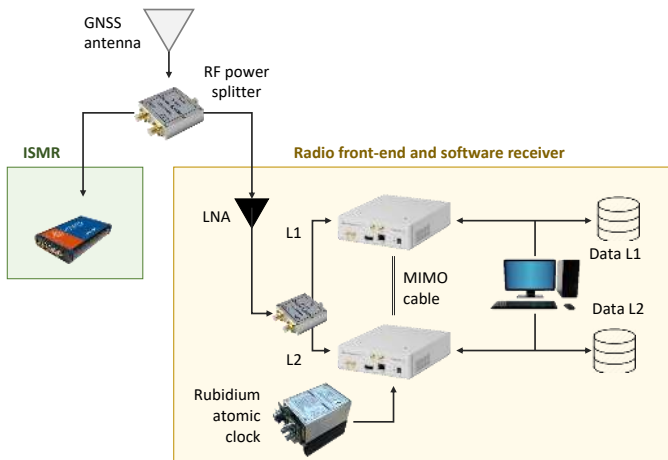 GNSS
antenna
RF power
splitter
ISMR
Radio front-end and software receiver
LNA
L1
MIMO
cable
Data L1
Data L2
L2
Rubidium
atomic
clock